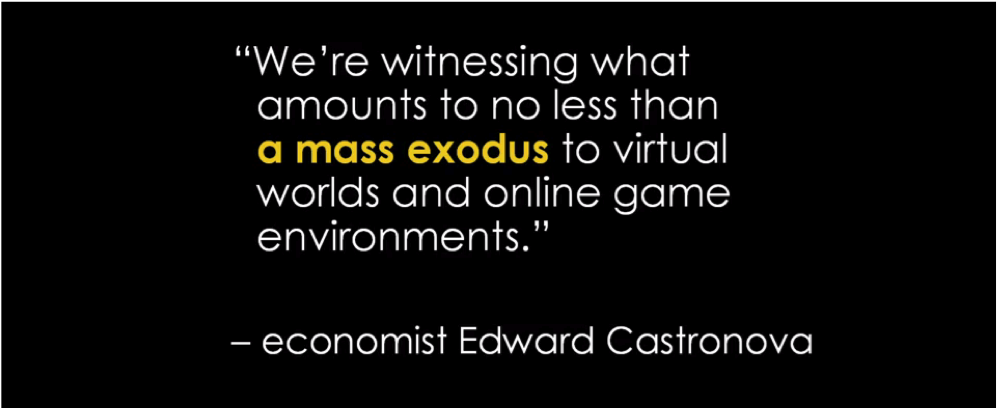 “We’re witnessing what
amounts to no less than
a mass exodus to virtual
worlds and online game
environments.”
– economist Edward Castronova